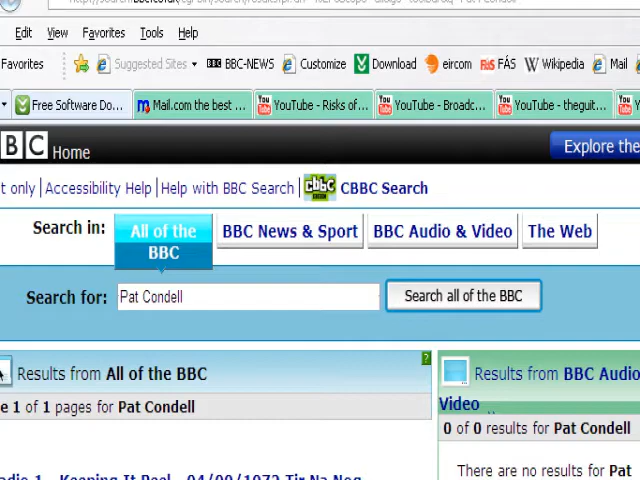 Edit View Favorites Tools Help
Favorites Suggested Sites BBC-NEWS Customize Download eircom FÁS Wikipedia Mail
Free Software Do... Mail.com the best ... YouTube - Risks of... YouTube - Broadc... YouTube - theguit...
BBC Home Explore the
t only | Accessibility Help | Help with BBC Search | cbbc CBBC Search
Search in: All of the BBC BBC News & Sport BBC Audio & Video The Web
Search for: Pat Condell Search all of the BBC
Results from All of the BBC ?
e 1 of 1 pages for Pat Condell
Results from BBC Audio
Video
0 of 0 results for Pat Condell
There are no results for Pat